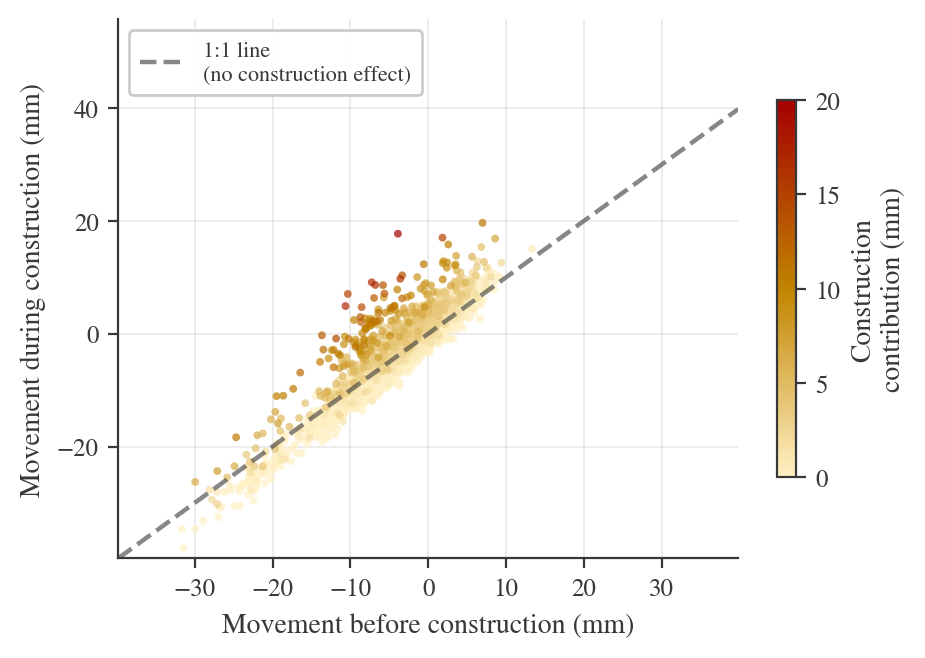 1:1 line
(no construction effect)
Movement during construction (mm)
40
20
0
−20
−30
−20
−10
0
10
20
30
Movement before construction (mm)
20
15
10
5
0
Construction
contribution (mm)